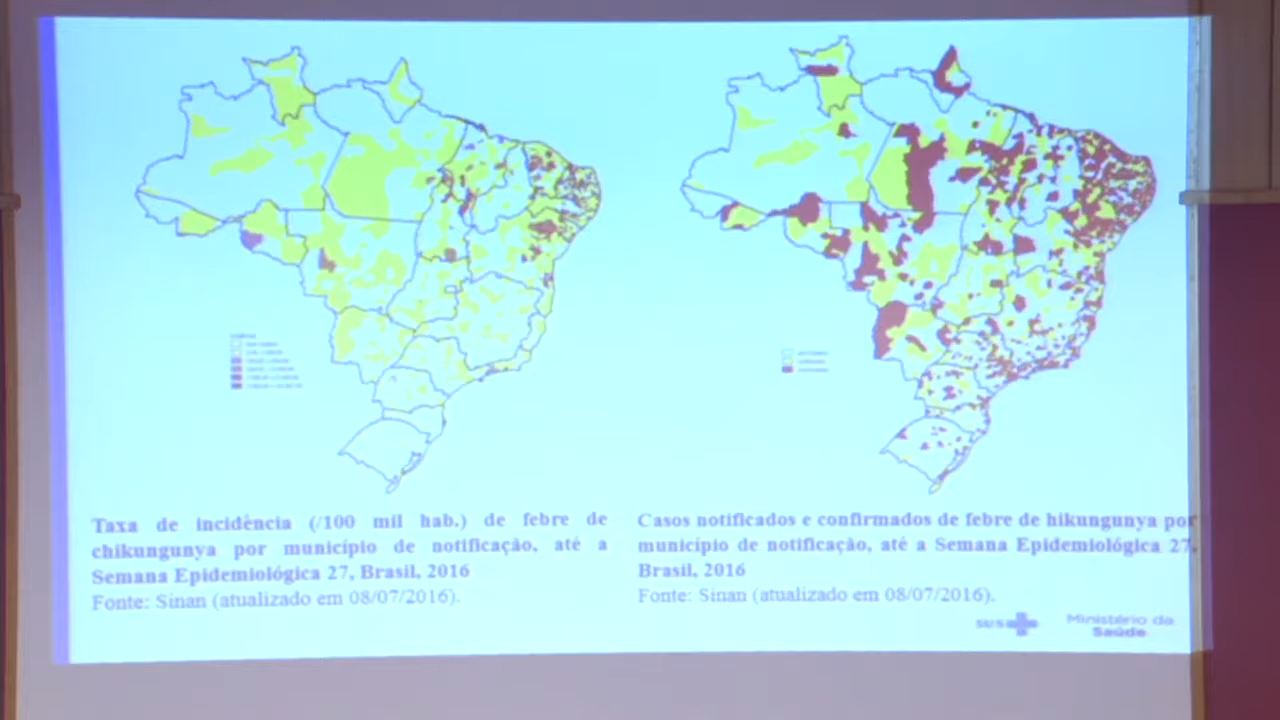 Taxa de incidência (/100 mil hab.) de febre de
chikungunya por município de notificação, até a
Semana Epidemiológica 27, Brasil, 2016
Fonte: Sinan (atualizado em 08/07/2016).
Casos notificados e confirmados de febre de hikungunya por
município de notificação, até a Semana Epidemiológica 27,
Brasil, 2016
Fonte: Sinan (atualizado em 08/07/2016).
SUS
Ministério da
Saúde